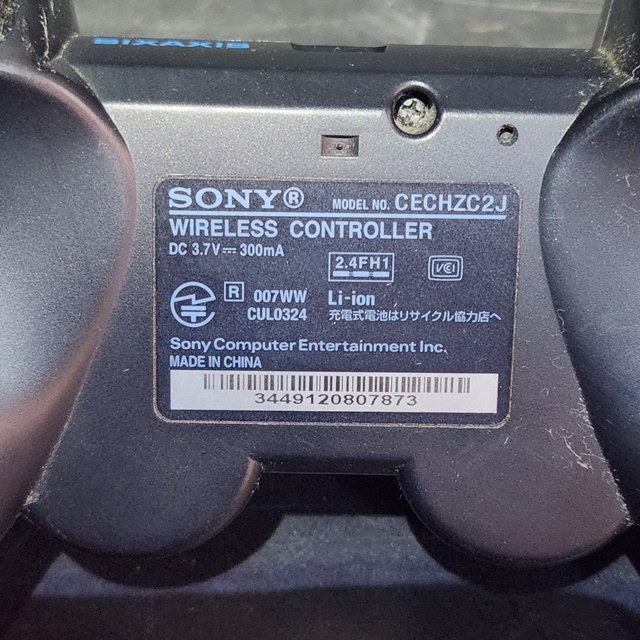 SIXAXIS
SONY® MODEL NO. CECHZC2J
WIRELESS CONTROLLER
DC 3.7V⎓300mA
2.4FH1
VCI
R 007WW Li-ion
CUL0324 充電式電池はリサイクル協力店へ
Sony Computer Entertainment Inc.
MADE IN CHINA
3449120807873